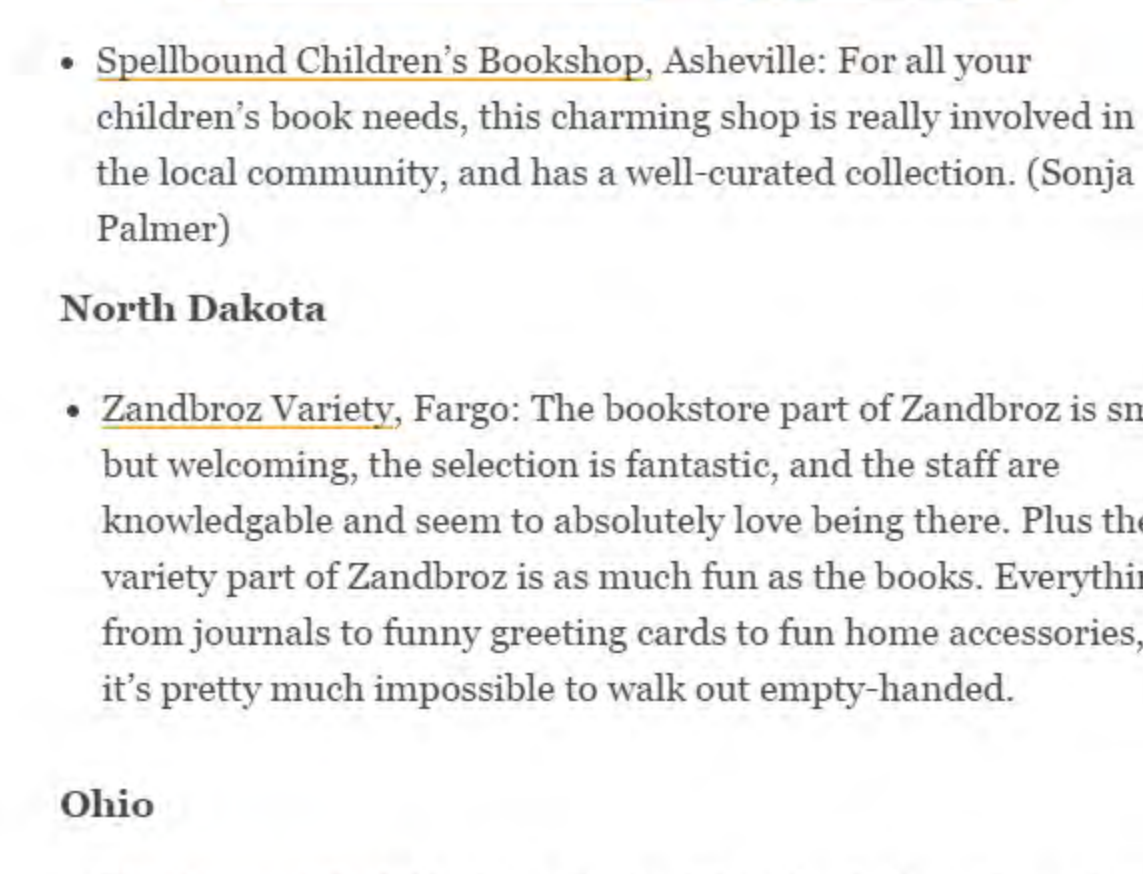 • Spellbound Children’s Bookshop, Asheville: For all your
children’s book needs, this charming shop is really involved in
the local community, and has a well-curated collection. (Sonja
Palmer)
North Dakota
• Zandbroz Variety, Fargo: The bookstore part of Zandbroz is
but welcoming, the selection is fantastic, and the staff are
knowledgable and seem to absolutely love being there. Plus the
variety part of Zandbroz is as much fun as the books.
from journals to funny greeting cards to fun home accessories,
it’s pretty much impossible to walk out empty-handed.
Ohio